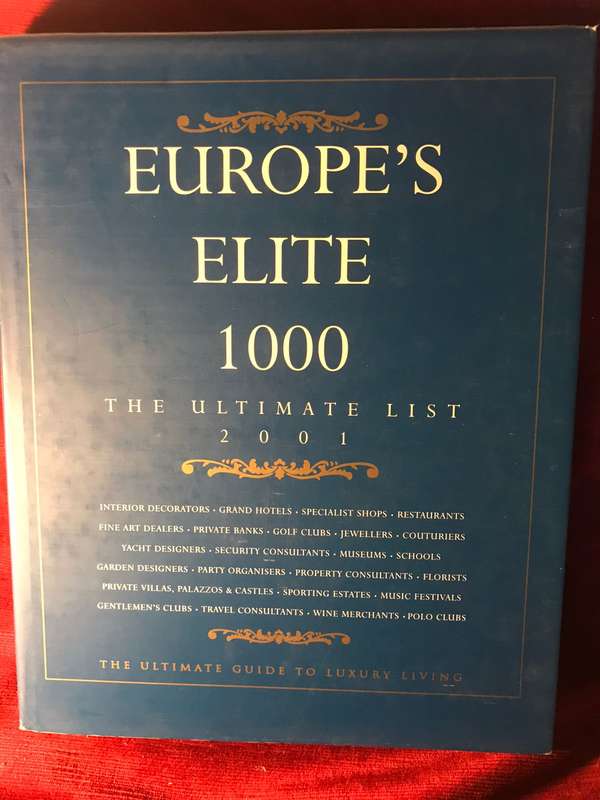 EUROPE'S
ELITE
1000
THE ULTIMATE LIST
2001
INTERIOR DECORATORS · GRAND HOTELS · SPECIALIST SHOPS · RESTAURANTS
FINE ART DEALERS · PRIVATE BANKS · GOLF CLUBS · JEWELLERS · COUTURIERS
YACHT DESIGNERS · SECURITY CONSULTANTS · MUSEUMS · SCHOOLS
GARDEN DESIGNERS · PARTY ORGANISERS · PROPERTY CONSULTANTS · FLORISTS
PRIVATE VILLAS, PALAZZOS & CASTLES · SPORTING ESTATES · MUSIC FESTIVALS
GENTLEMEN'S CLUBS · TRAVEL CONSULTANTS · WINE MERCHANTS · POLO CLUBS
THE ULTIMATE GUIDE TO LUXURY LIVING